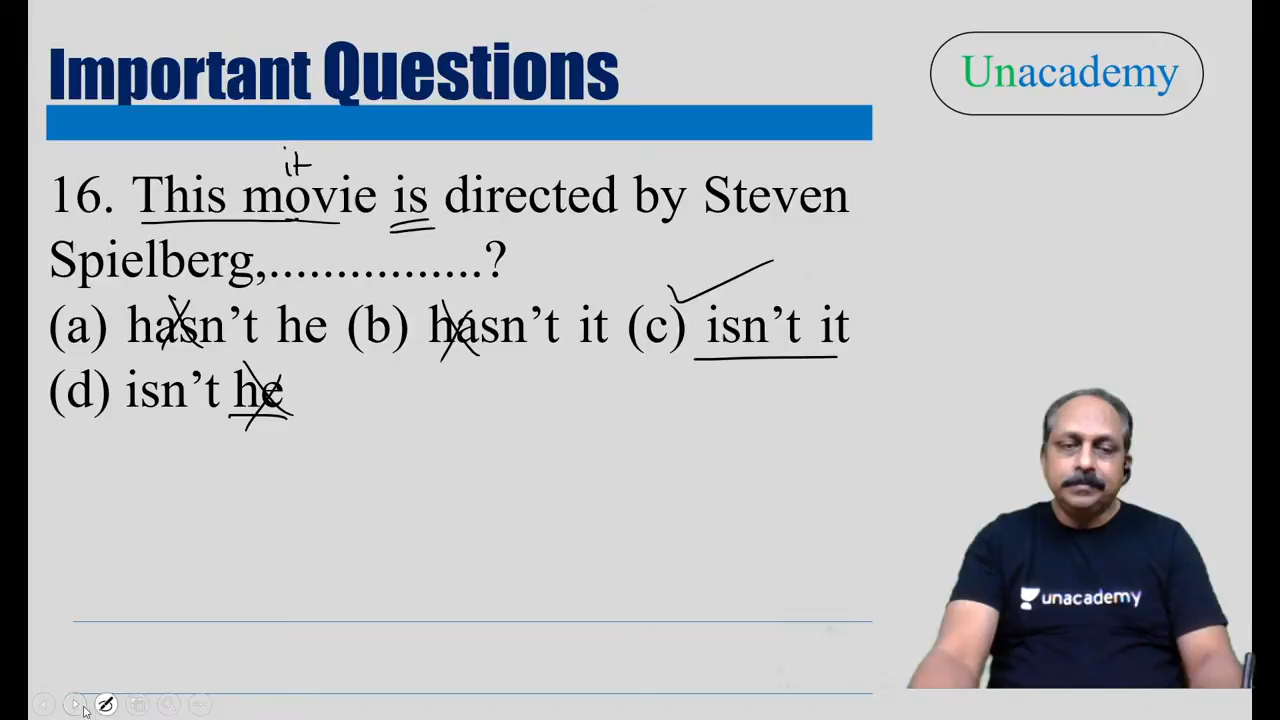 Important Questions
Unacademy
it
16. This movie is directed by Steven
Spielberg,................?
(a) hasn't he (b) hasn't it (c) isn't it
(d) isn't he
unacademy